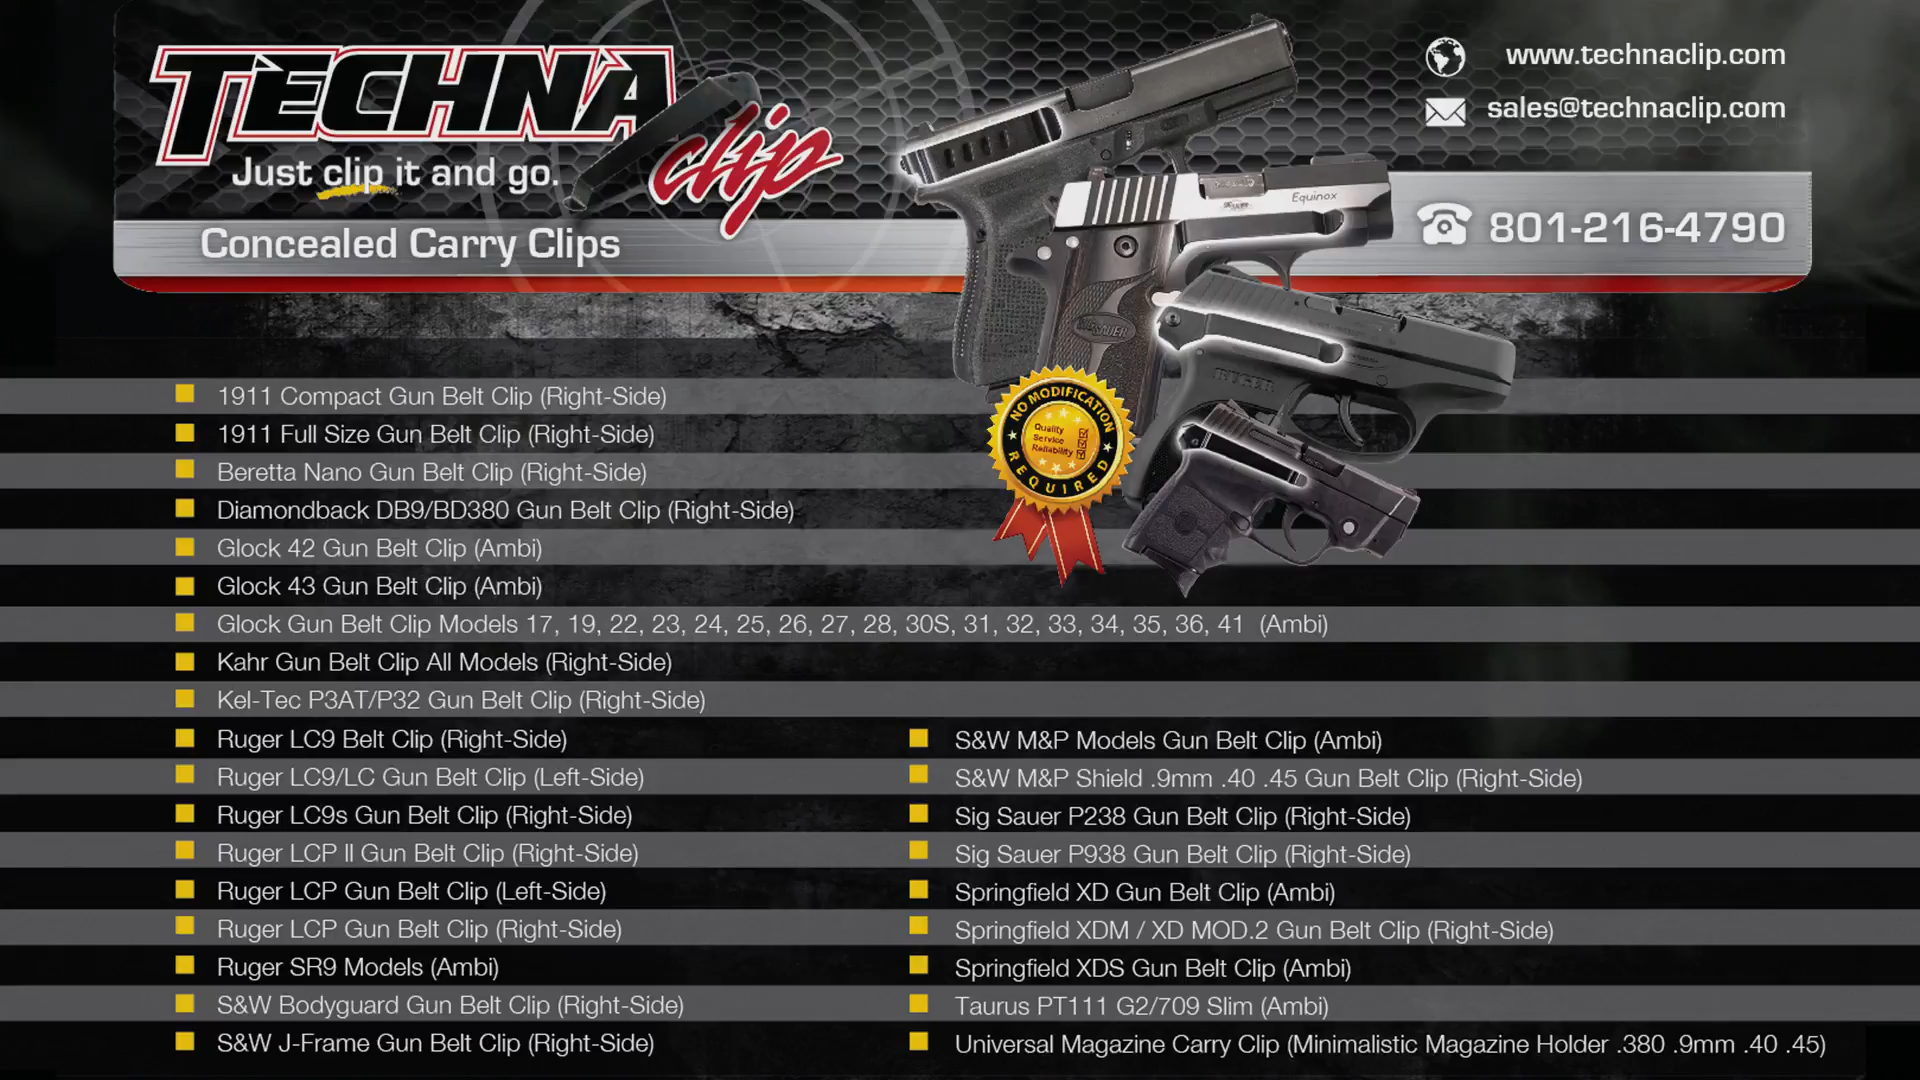 TECHNA
clip
Just clip it and go.
Concealed Carry Clips
www.technaclip.com
sales@technaclip.com
801-216-4790
Equinox
SIG SAUER
RUGER
NO MODIFICATION
Quality
Service
Reliability
REQUIRED
1911 Compact Gun Belt Clip (Right-Side)
1911 Full Size Gun Belt Clip (Right-Side)
Beretta Nano Gun Belt Clip (Right-Side)
Diamondback DB9/BD380 Gun Belt Clip (Right-Side)
Glock 42 Gun Belt Clip (Ambi)
Glock 43 Gun Belt Clip (Ambi)
Glock Gun Belt Clip Models 17, 19, 22, 23, 24, 25, 26, 27, 28, 30S, 31, 32, 33, 34, 35, 36, 41 (Ambi)
Kahr Gun Belt Clip All Models (Right-Side)
Kel-Tec P3AT/P32 Gun Belt Clip (Right-Side)
Ruger LC9 Belt Clip (Right-Side)
Ruger LC9/LC Gun Belt Clip (Left-Side)
Ruger LC9s Gun Belt Clip (Right-Side)
Ruger LCP II Gun Belt Clip (Right-Side)
Ruger LCP Gun Belt Clip (Left-Side)
Ruger LCP Gun Belt Clip (Right-Side)
Ruger SR9 Models (Ambi)
S&W Bodyguard Gun Belt Clip (Right-Side)
S&W J-Frame Gun Belt Clip (Right-Side)
S&W M&P Models Gun Belt Clip (Ambi)
S&W M&P Shield .9mm .40 .45 Gun Belt Clip (Right-Side)
Sig Sauer P238 Gun Belt Clip (Right-Side)
Sig Sauer P938 Gun Belt Clip (Right-Side)
Springfield XD Gun Belt Clip (Ambi)
Springfield XDM / XD MOD.2 Gun Belt Clip (Right-Side)
Springfield XDS Gun Belt Clip (Ambi)
Taurus PT111 G2/709 Slim (Ambi)
Universal Magazine Carry Clip (Minimalistic Magazine Holder .380 .9mm .40 .45)